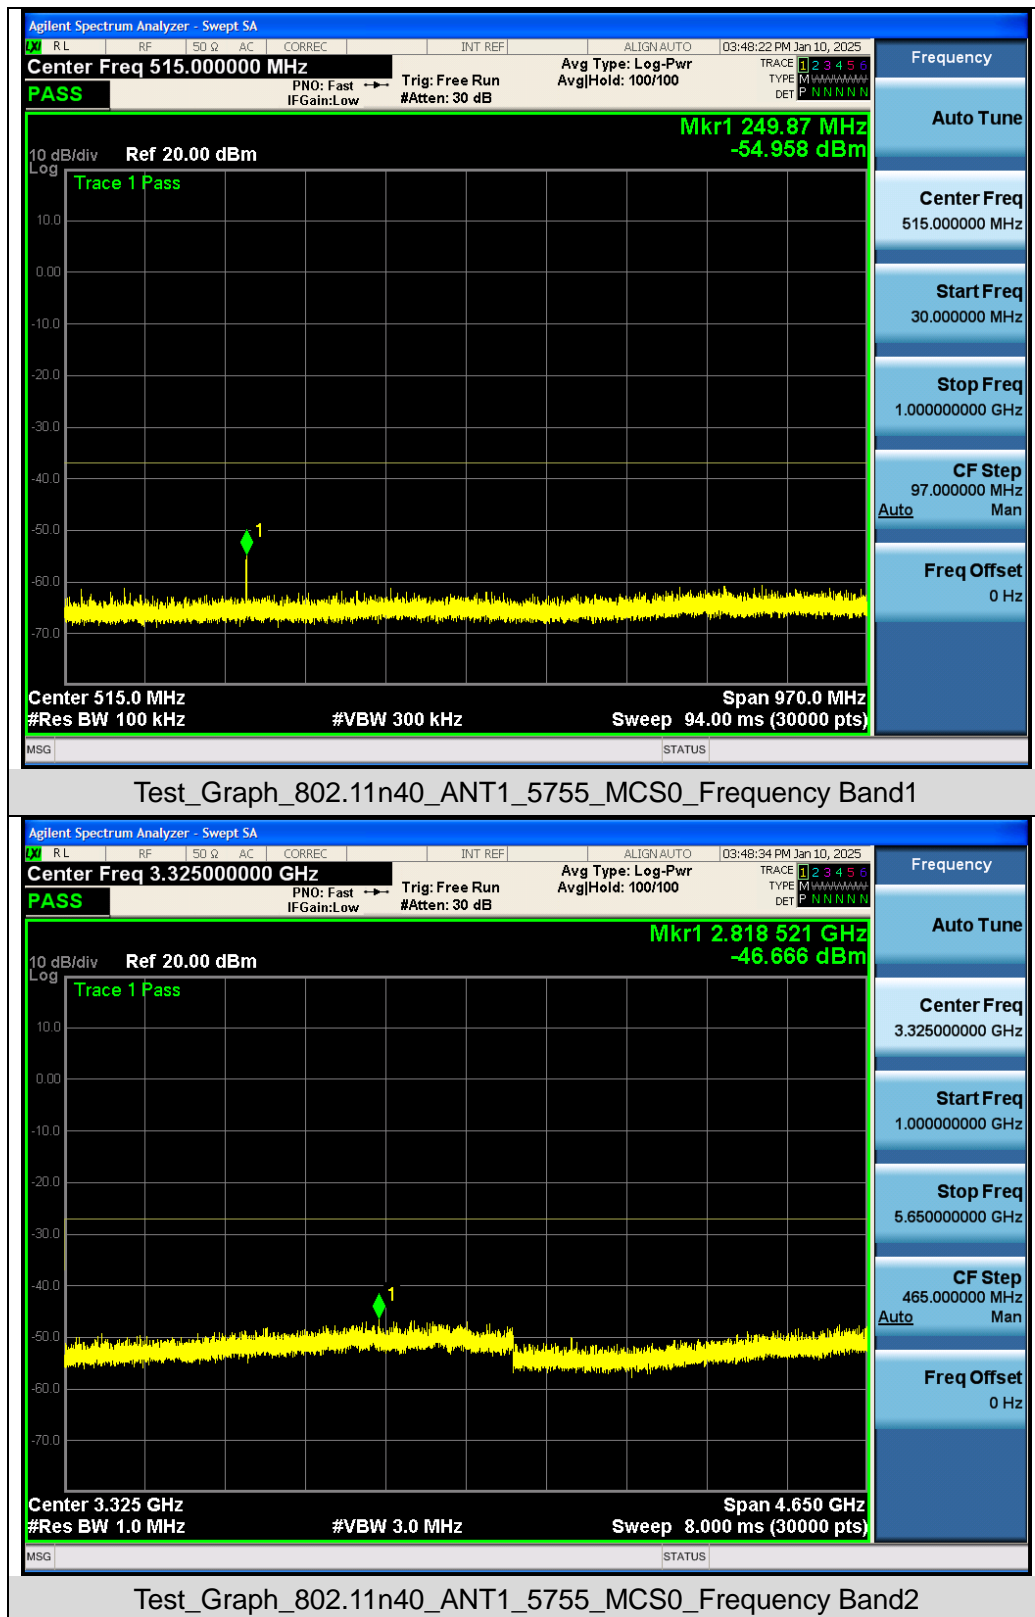 Agilent Spectrum Analyzer - Swept SA
LXI RL RF 50 Ω AC CORREC INT REF ALIGN AUTO 03:48:22 PM Jan 10, 2025
Center Freq 515.000000 MHz
PASS
PNO: Fast
IFGain:Low
Trig: Free Run
#Atten: 30 dB
Avg Type: Log-Pwr
Avg|Hold: 100/100
TRACE 1 2 3 4 5 6
TYPE M
DET P N N N N N
Mkr1 249.87 MHz
-54.958 dBm
10 dB/div Ref 20.00 dBm
Log
Trace 1 Pass
10.0
0.00
-10.0
-20.0
-30.0
-40.0
-50.0
-60.0
-70.0
1
Center 515.0 MHz Span 970.0 MHz
#Res BW 100 kHz #VBW 300 kHz Sweep 94.00 ms (30000 pts)
MSG STATUS
Frequency
Auto Tune
Center Freq
515.000000 MHz
Start Freq
30.000000 MHz
Stop Freq
1.000000000 GHz
CF Step
97.000000 MHz
Auto Man
Freq Offset
0 Hz
Test_Graph_802.11n40_ANT1_5755_MCS0_Frequency Band1
Agilent Spectrum Analyzer - Swept SA
LXI RL RF 50 Ω AC CORREC INT REF ALIGN AUTO 03:48:34 PM Jan 10, 2025
Center Freq 3.325000000 GHz
PASS
PNO: Fast
IFGain:Low
Trig: Free Run
#Atten: 30 dB
Avg Type: Log-Pwr
Avg|Hold: 100/100
TRACE 1 2 3 4 5 6
TYPE M
DET P N N N N N
Mkr1 2.818 521 GHz
-46.666 dBm
10 dB/div Ref 20.00 dBm
Log
Trace 1 Pass
10.0
0.00
-10.0
-20.0
-30.0
-40.0
-50.0
-60.0
-70.0
1
Center 3.325 GHz Span 4.650 GHz
#Res BW 1.0 MHz #VBW 3.0 MHz Sweep 8.000 ms (30000 pts)
MSG STATUS
Frequency
Auto Tune
Center Freq
3.325000000 GHz
Start Freq
1.000000000 GHz
Stop Freq
5.650000000 GHz
CF Step
465.000000 MHz
Auto Man
Freq Offset
0 Hz
Test_Graph_802.11n40_ANT1_5755_MCS0_Frequency Band2